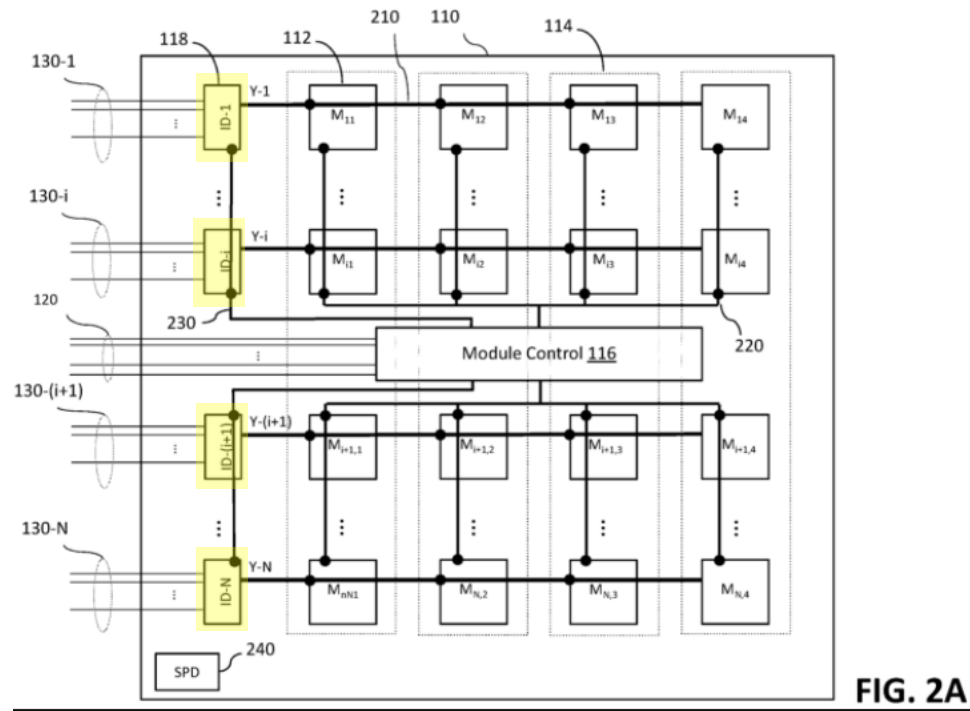 210 110
118 112 114
130-1
ID-1 Y-1 M11 M12 M13 M14
⋮ ⋮ ⋮ ⋮ ⋮ ⋮
130-i
ID-i Y-i Mi1 Mi2 Mi3 Mi4
⋮
120 230 220
⋮ Module Control 116
130-(i+1)
ID-(i+1) Y-(i+1) Mi+1,1 Mi+1,2 Mi+1,3 Mi+1,4
⋮ ⋮ ⋮ ⋮ ⋮ ⋮
130-N
ID-N Y-N MnN1 MN,2 MN,3 MN,4
⋮
SPD 240
FIG. 2A